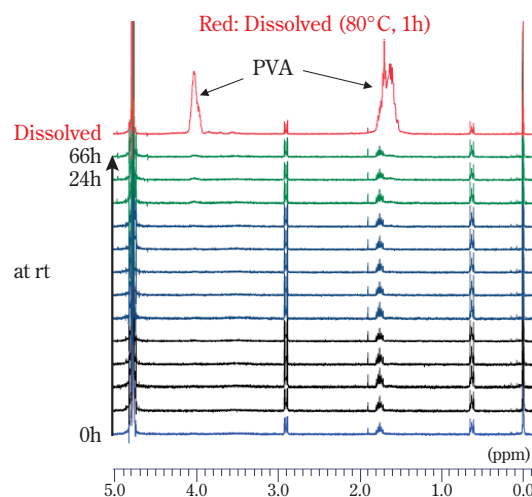 Red: Dissolved (80°C, 1h)
PVA
Dissolved
66h
24h
at rt
0h
(ppm)
5.0 4.0 3.0 2.0 1.0 0.0